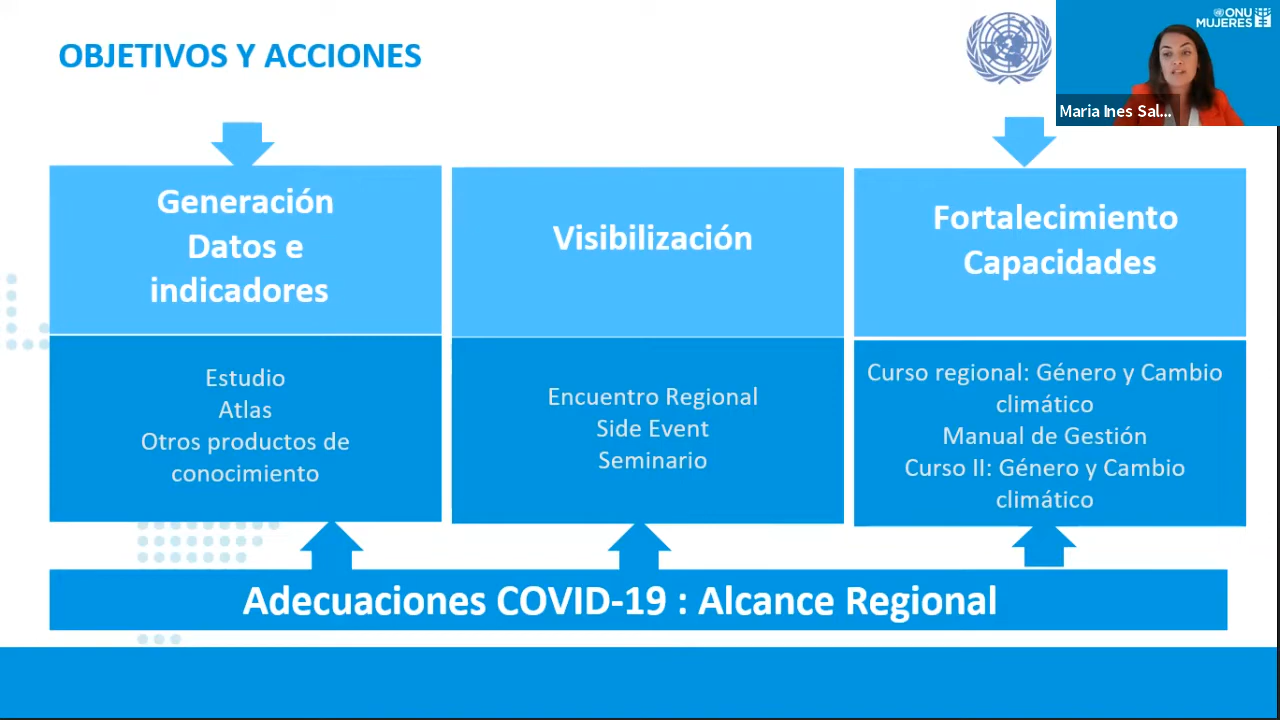 OBJETIVOS Y ACCIONES
ONU
MUJERES
Maria Ines Sal...
Generación
Datos e
indicadores
Visibilización
Fortalecimiento
Capacidades
Estudio
Atlas
Otros productos de
conocimiento
Encuentro Regional
Side Event
Seminario
Curso regional: Género y Cambio
climático
Manual de Gestión
Curso II: Género y Cambio
climático
Adecuaciones COVID-19 : Alcance Regional